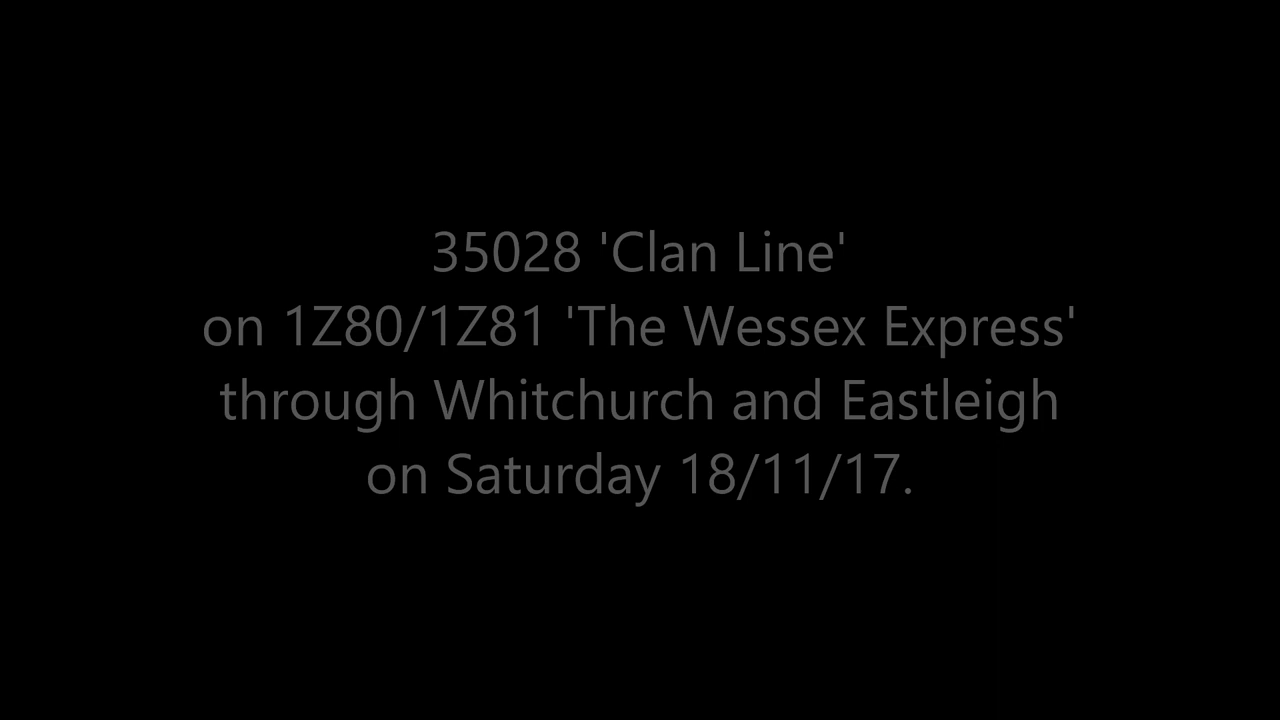 35028 'Clan Line'
on 1Z80/1Z81 'The Wessex Express'
through Whitchurch and Eastleigh
on Saturday 18/11/17.